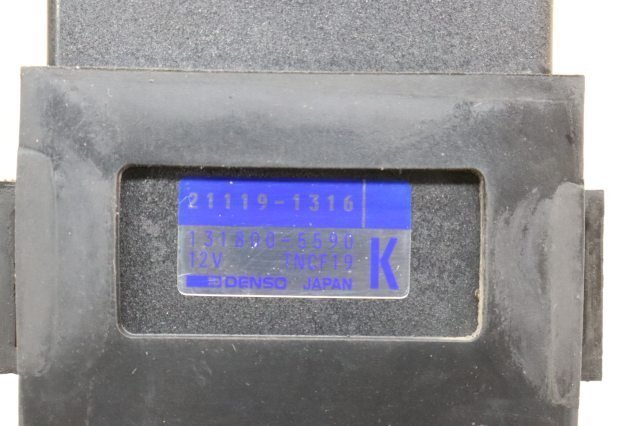 21119-1316
131800-5590
12V TNCF19
DENSO JAPAN
K